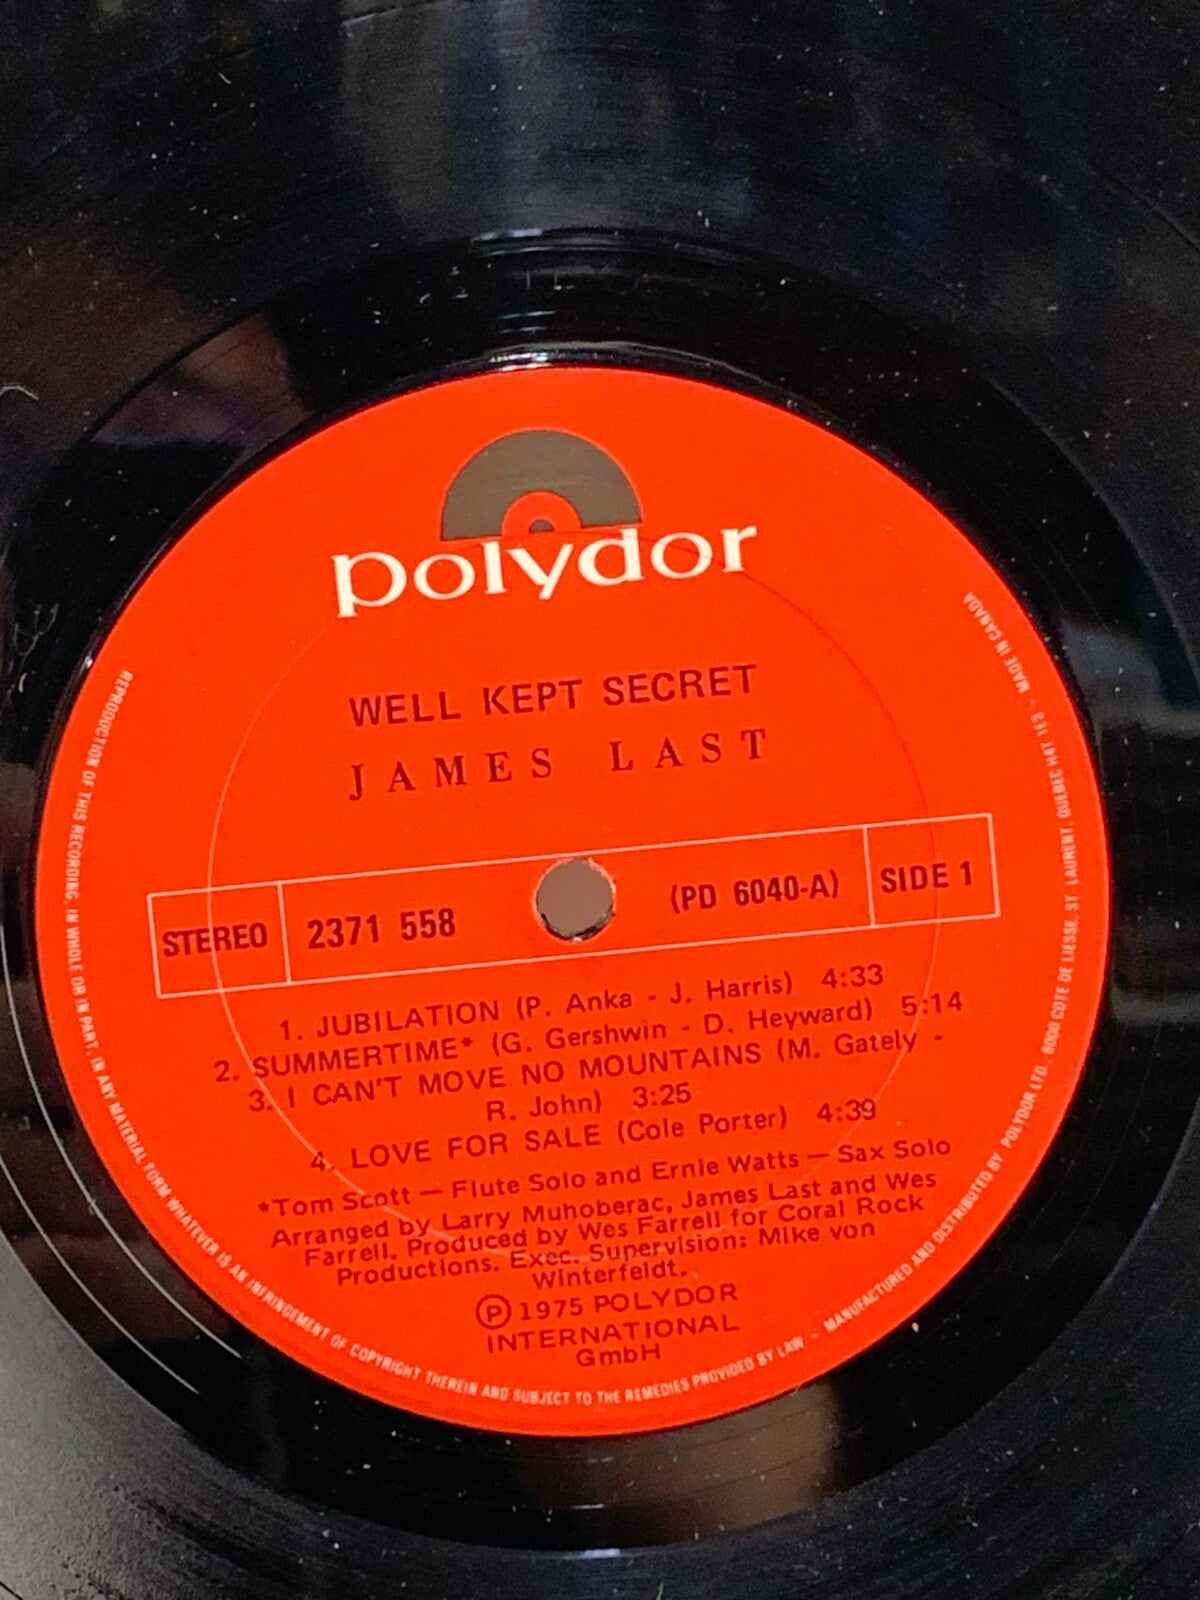 polydor
WELL KEPT SECRET
JAMES LAST
STEREO 2371 558 (PD 6040-A) SIDE 1
1. JUBILATION (P. Anka - J. Harris) 4:33
2. SUMMERTIME* (G. Gershwin - D. Heyward) 5:14
3. I CAN'T MOVE NO MOUNTAINS (M. Gately -
R. John) 3:25
4. LOVE FOR SALE (Cole Porter) 4:39
*Tom Scott — Flute Solo and Ernie Watts — Sax Solo
Arranged by Larry Muhoberac, James Last and Wes
Farrell. Produced by Wes Farrell for Coral Rock
Productions. Exec. Supervision: Mike von
Winterfeldt.
Ⓟ 1975 POLYDOR
INTERNATIONAL
GmbH
REPRODUCTION OF THIS RECORDING, IN WHOLE OR IN PART, IN ANY MATERIAL FORM WHATEVER IS AN INFRINGEMENT OF COPYRIGHT THEREIN AND SUBJECT TO THE REMEDIES PROVIDED BY LAW – MANUFACTURED AND DISTRIBUTED BY POLYDOR LTD., 6000 COTE DE LIESSE, ST LAURENT, QUEBEC H4T 1E3 – MADE IN CANADA